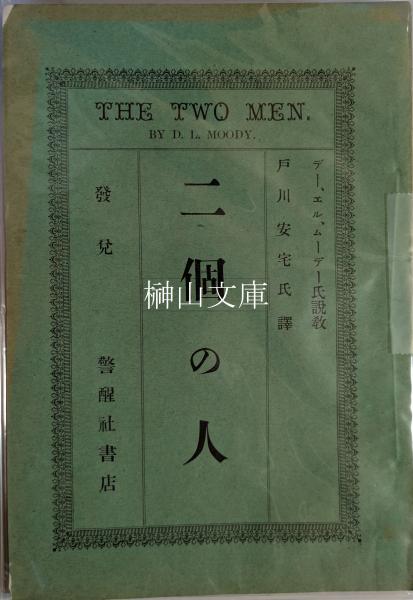 THE TWO MEN.
BY D. L. MOODY.
デー、エル、ムーデー氏説教
戸川安宅氏譯
二個の人
發兌 警醒社書店
榊山文庫